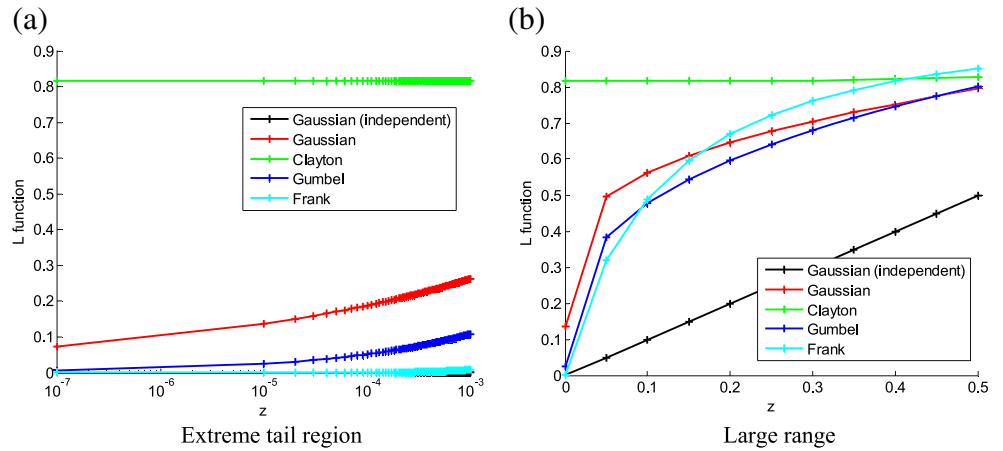 (a)
L function
0.9
0.8
0.7
0.6
0.5
0.4
0.3
0.2
0.1
0
Gaussian (independent)
Gaussian
Clayton
Gumbel
Frank
10-7
10-6
10-5
10-4
10-3
z
Extreme tail region
(b)
L function
0.9
0.8
0.7
0.6
0.5
0.4
0.3
0.2
0.1
0
Gaussian (independent)
Gaussian
Clayton
Gumbel
Frank
0
0.1
0.2
0.3
0.4
0.5
z
Large range